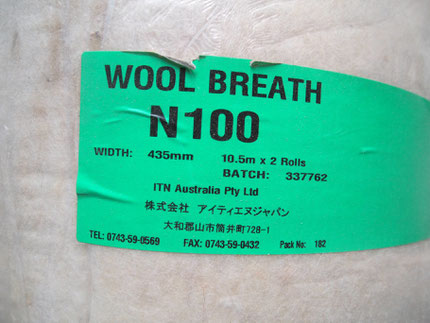 WOOL BREATH
N100
WIDTH: 435mm 10.5m x 2 Rolls
BATCH: 337762
ITN Australia Pty Ltd
株式会社 アイティエヌジャパン
大和郡山市筒井町728-1
TEL: 0743-59-0569 FAX: 0743-59-0432 Pack No: 182